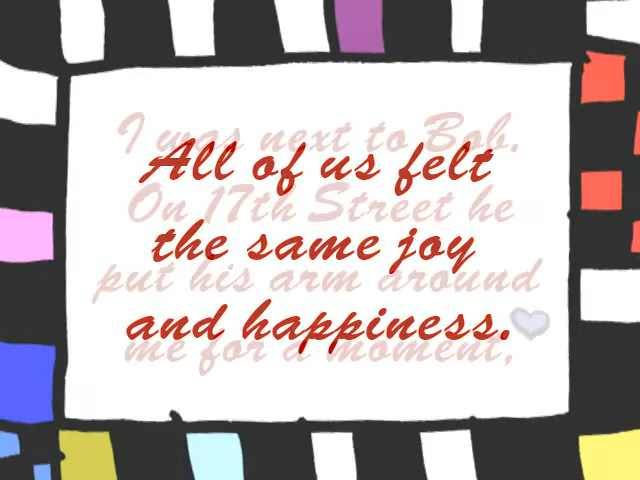 I was next to Bob.
All of us felt
On 17th Street he
the same joy
put his arm around
and happiness.
me for a moment,